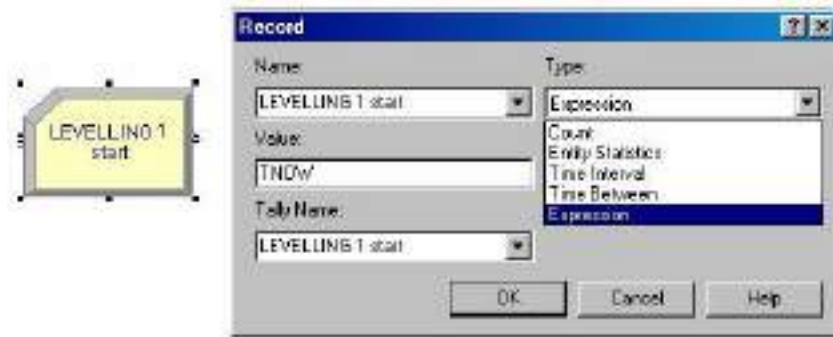 LEVELLING 1
start
Record
Name:
LEVELLING 1 start
Type:
Expression
Count
Entity Statistics
Time Interval
Time Between
Expression
Value:
TNOW
Tally Name:
LEVELLING 1 start
OK
Cancel
Help